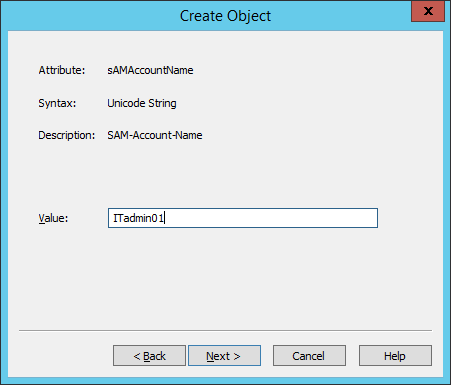 Create Object
x
Attribute: sAMAccountName
Syntax: Unicode String
Description: SAM-Account-Name
Value: ITadmin01
< Back Next > Cancel Help